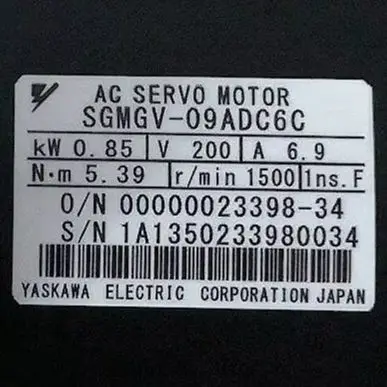 AC SERVO MOTOR
SGMGV-09ADC6C
kW 0.85 V 200 A 6.9
N·m 5.39 r/min 1500 Ins.F
O/N 00000023398-34
S/N 1A1350233980034
YASKAWA ELECTRIC CORPORATION JAPAN